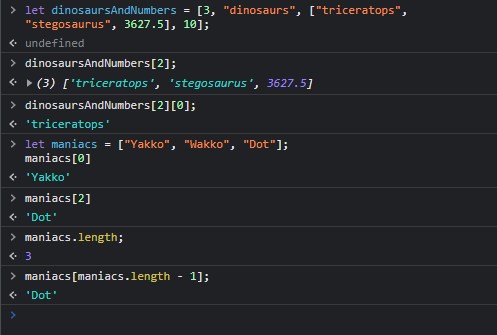 > let dinosaursAndNumbers = [3, "dinosaurs", ["triceratops",
"stegosaurus", 3627.5], 10];
<· undefined
> dinosaursAndNumbers[2];
<· ▶ (3) ['triceratops', 'stegosaurus', 3627.5]
> dinosaursAndNumbers[2][0];
<· 'triceratops'
> let maniacs = ["Yakko", "Wakko", "Dot"];
maniacs[0]
<· 'Yakko'
> maniacs[2]
<· 'Dot'
> maniacs.length;
<· 3
> maniacs[maniacs.length - 1];
<· 'Dot'
>